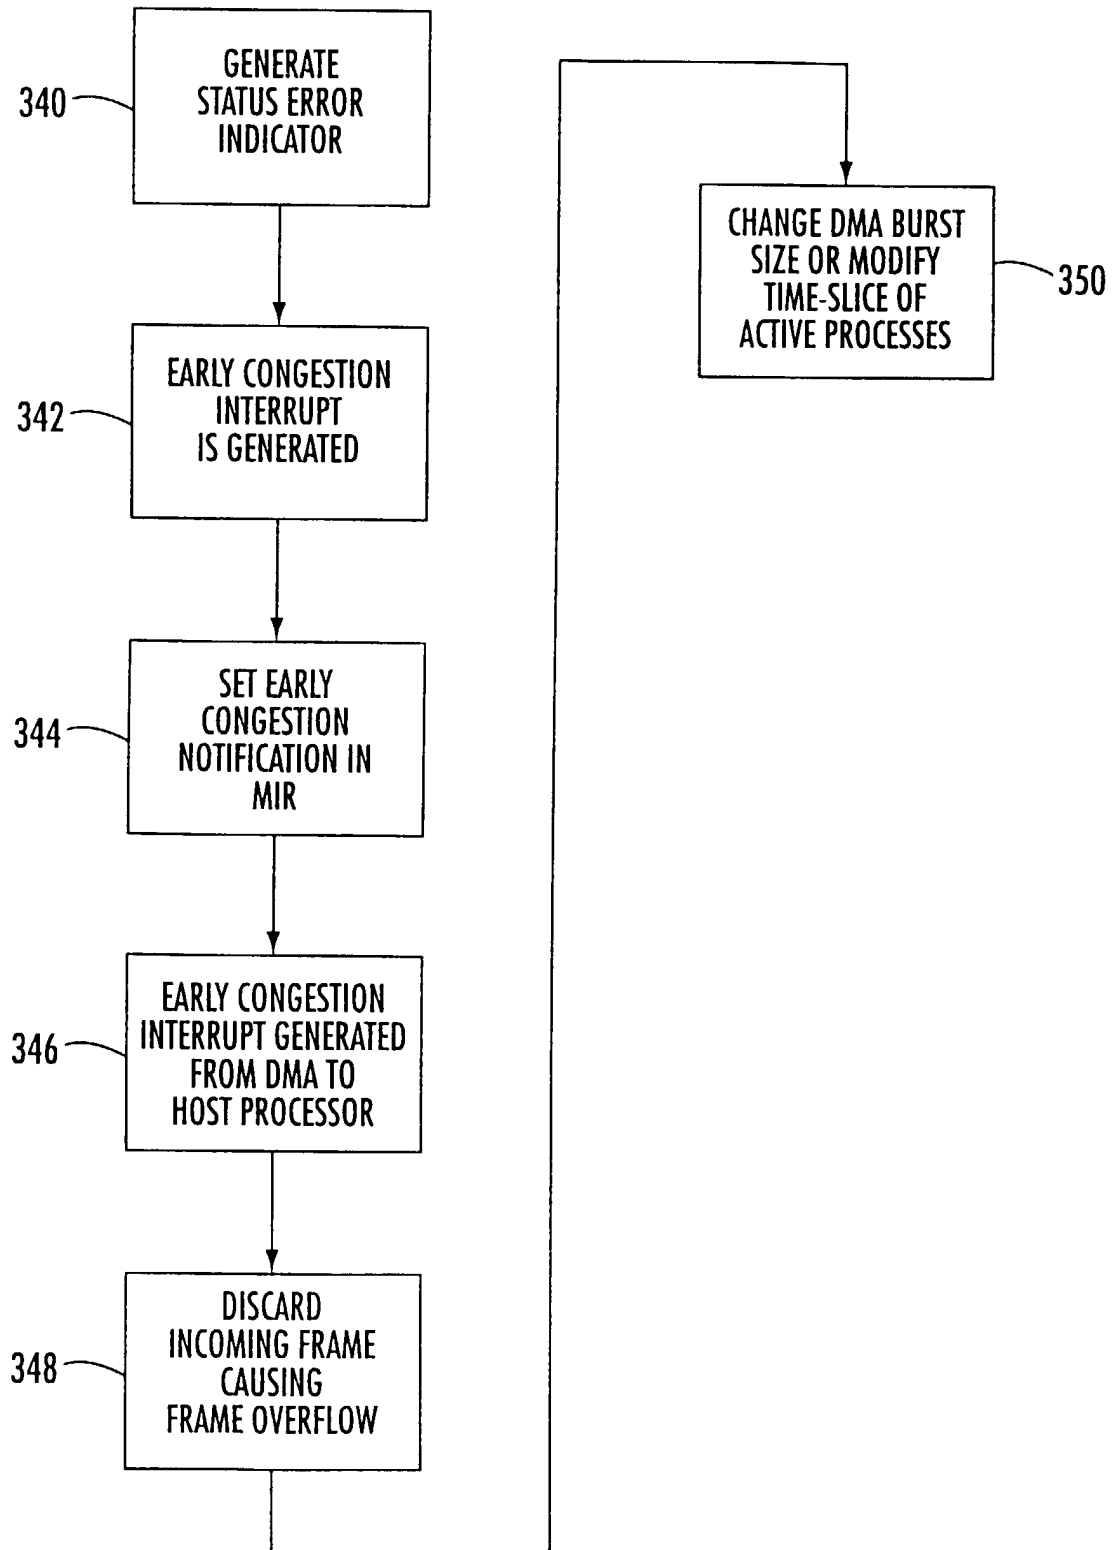 340
GENERATE
STATUS ERROR
INDICATOR
342
EARLY CONGESTION
INTERRUPT
IS GENERATED
344
SET EARLY
CONGESTION
NOTIFICATION IN
MIR
346
EARLY CONGESTION
INTERRUPT GENERATED
FROM DMA TO
HOST PROCESSOR
348
DISCARD
INCOMING FRAME
CAUSING
FRAME OVERFLOW
CHANGE DMA BURST
SIZE OR MODIFY
TIME-SLICE OF
ACTIVE PROCESSES
350